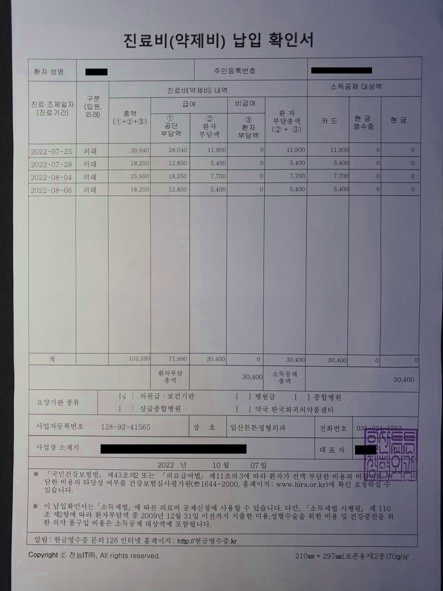 진료비(약제비) 납입 확인서
환자 성명 주민등록번호
진료·조제일자 (진료기간) 구분 (입원, 외래) 진료비(약제비) 내역 소득공제 대상액
급여 비급여
총액 (①+②+③) ① 공단 부담액 ② 환자 부담액 ③ 환자 부담액 환 자 부담총액 (② + ③) 카 드 현 금 영수증 현 금
2022-07-25 외래 39,940 28,040 11,900 0 11,900 11,900 0 0
2022-07-28 외래 18,250 12,850 5,400 0 5,400 5,400 0 0
2022-08-04 외래 25,950 18,250 7,700 0 7,700 7,700 0 0
2022-08-06 외래 18,250 12,850 5,400 0 5,400 5,400 0 0
계 102,390 71,990 30,400 0 30,400 30,400 0 0
환자부담 총액 30,400 소득공제 총액 30,400
요양기관 종류 [ √ ] 의원급·보건기관 [ ] 병원급 [ ] 종합병원
[ ] 상급종합병원 [ ] 약국 한국희귀의약품센터
사업자등록번호 128-92-41565 상 호 일산튼튼정형외과 전화번호
사업장 소재지 대 표 자
2022 년 10 월 07 일
※ 「국민건강보험법」 제43조의2 또는 「의료급여법」 제11조의3에 따라 환자가 전액 부담한 비용과
담한 비용의 타당성 여부를 건강보험심사평가원(☎1644-2000, 홈페이지 : www.hira.or.kr)에 확인 요청하실 수
있습니다.
※ 이 납입확인서는 「소득세법」에 따른 의료비 공제신청에 사용할 수 있습니다. 다만, 「소득세법 시행령」 제 110
조 제2항에 따라 환자부담액 중 2009년 12월 31일 이전까지 지출한 미용,성형수술을 위한 비용 및 건강증진을 위
한 의약 품구입 비용은 소득공제 대상액에 포함됩니다.
알림 : 현금영수증 문의126 인터넷 홈페이지 : http://현금영수증.kr
Copyright ⓒ 전능IT㈜, All rights reserved. 210㎜ × 297㎜(보존용지(2종)70g/㎡